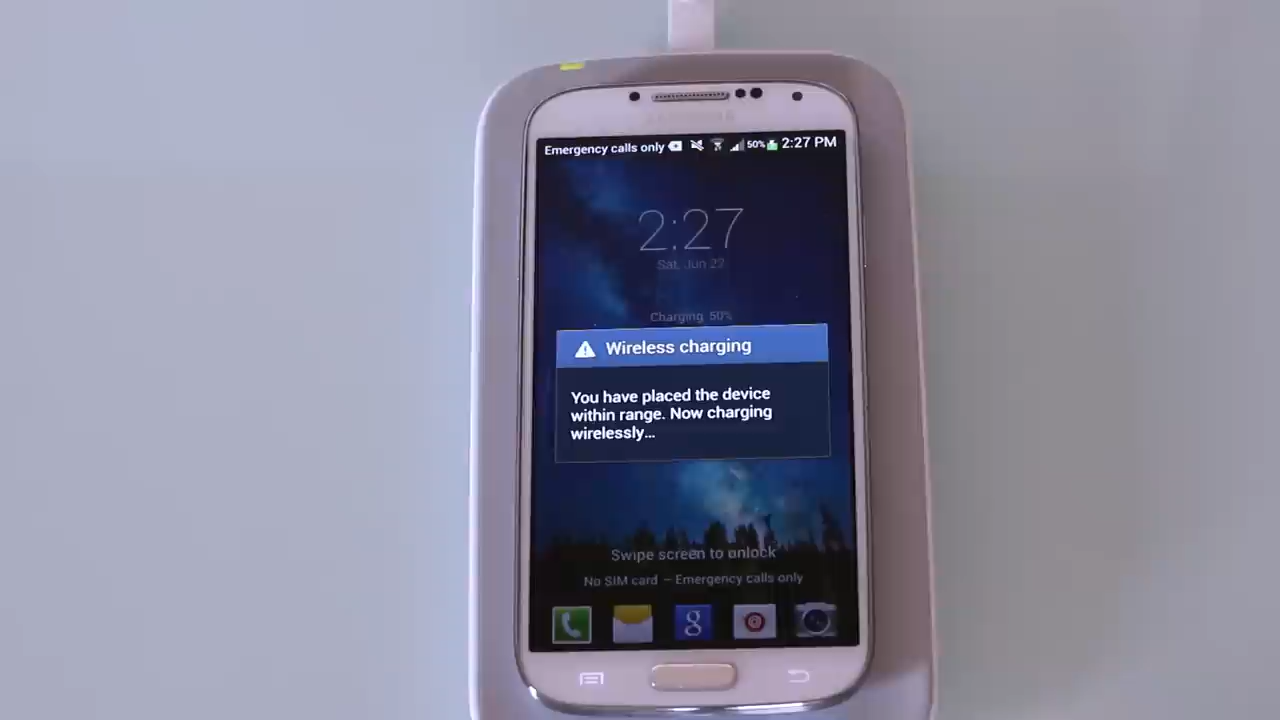 Emergency calls only 50% 2:27 PM
2:27
Sat, Jun 22
Charging, 50%
Wireless charging
You have placed the device
within range. Now charging
wirelessly...
Swipe screen to unlock
No SIM card – Emergency calls only
8